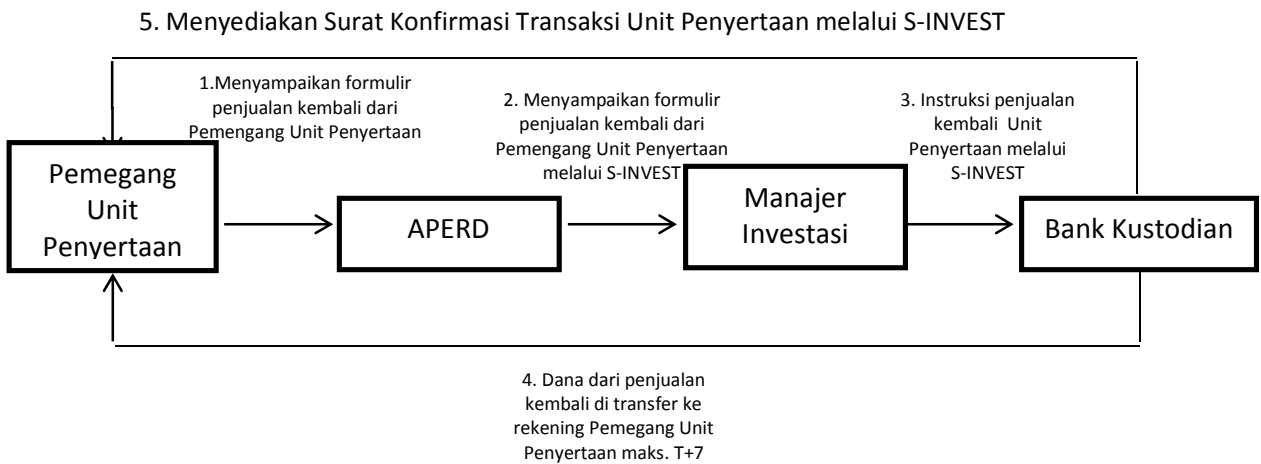 5. Menyediakan Surat Konfirmasi Transaksi Unit Penyertaan melalui S-INVEST
1.Menyampaikan formulir
penjualan kembali dari
Pemengang Unit Penyertaan
2. Menyampaikan formulir
penjualan kembali dari
Pemengang Unit Penyertaan
melalui S-INVEST
3. Instruksi penjualan
kembali Unit
Penyertaan melalui
S-INVEST
Pemegang
Unit
Penyertaan
APERD
Manajer
Investasi
Bank Kustodian
4. Dana dari penjualan
kembali di transfer ke
rekening Pemegang Unit
Penyertaan maks. T+7